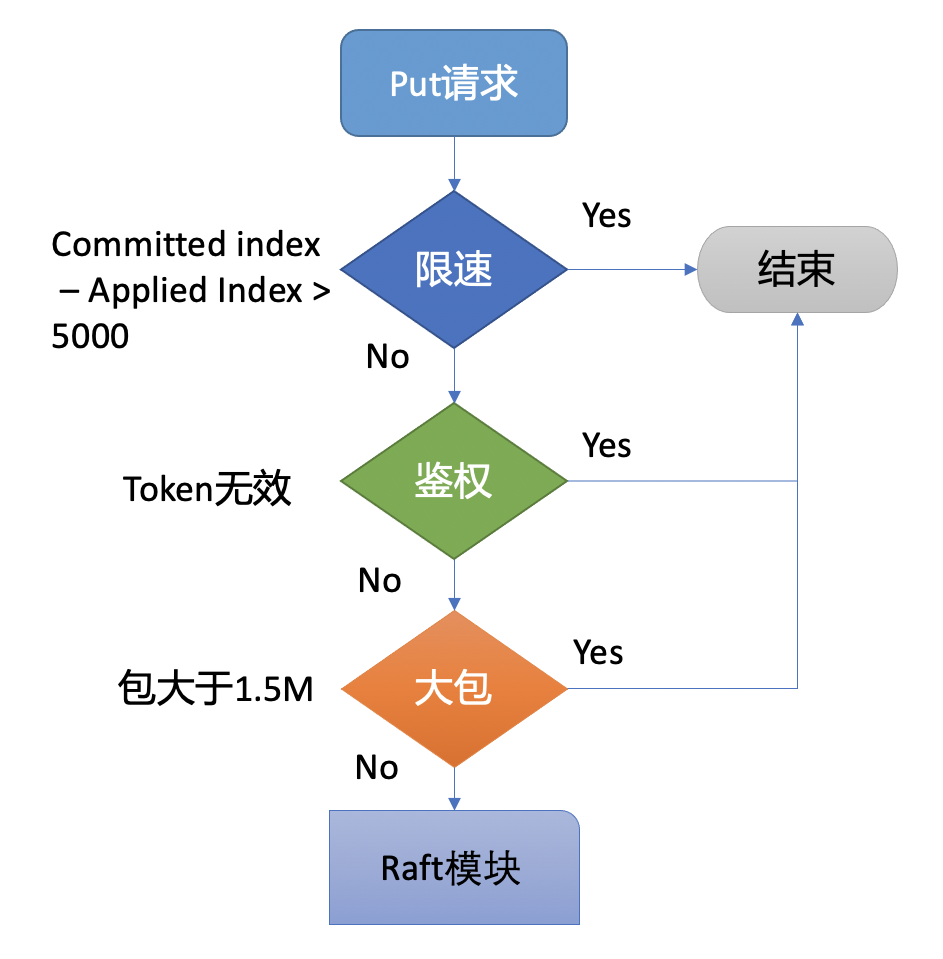 Put请求
Yes
Committed index
– Applied Index >
5000
限速
结束
No
Yes
Token无效
鉴权
No
Yes
包大于1.5M
大包
No
Raft模块